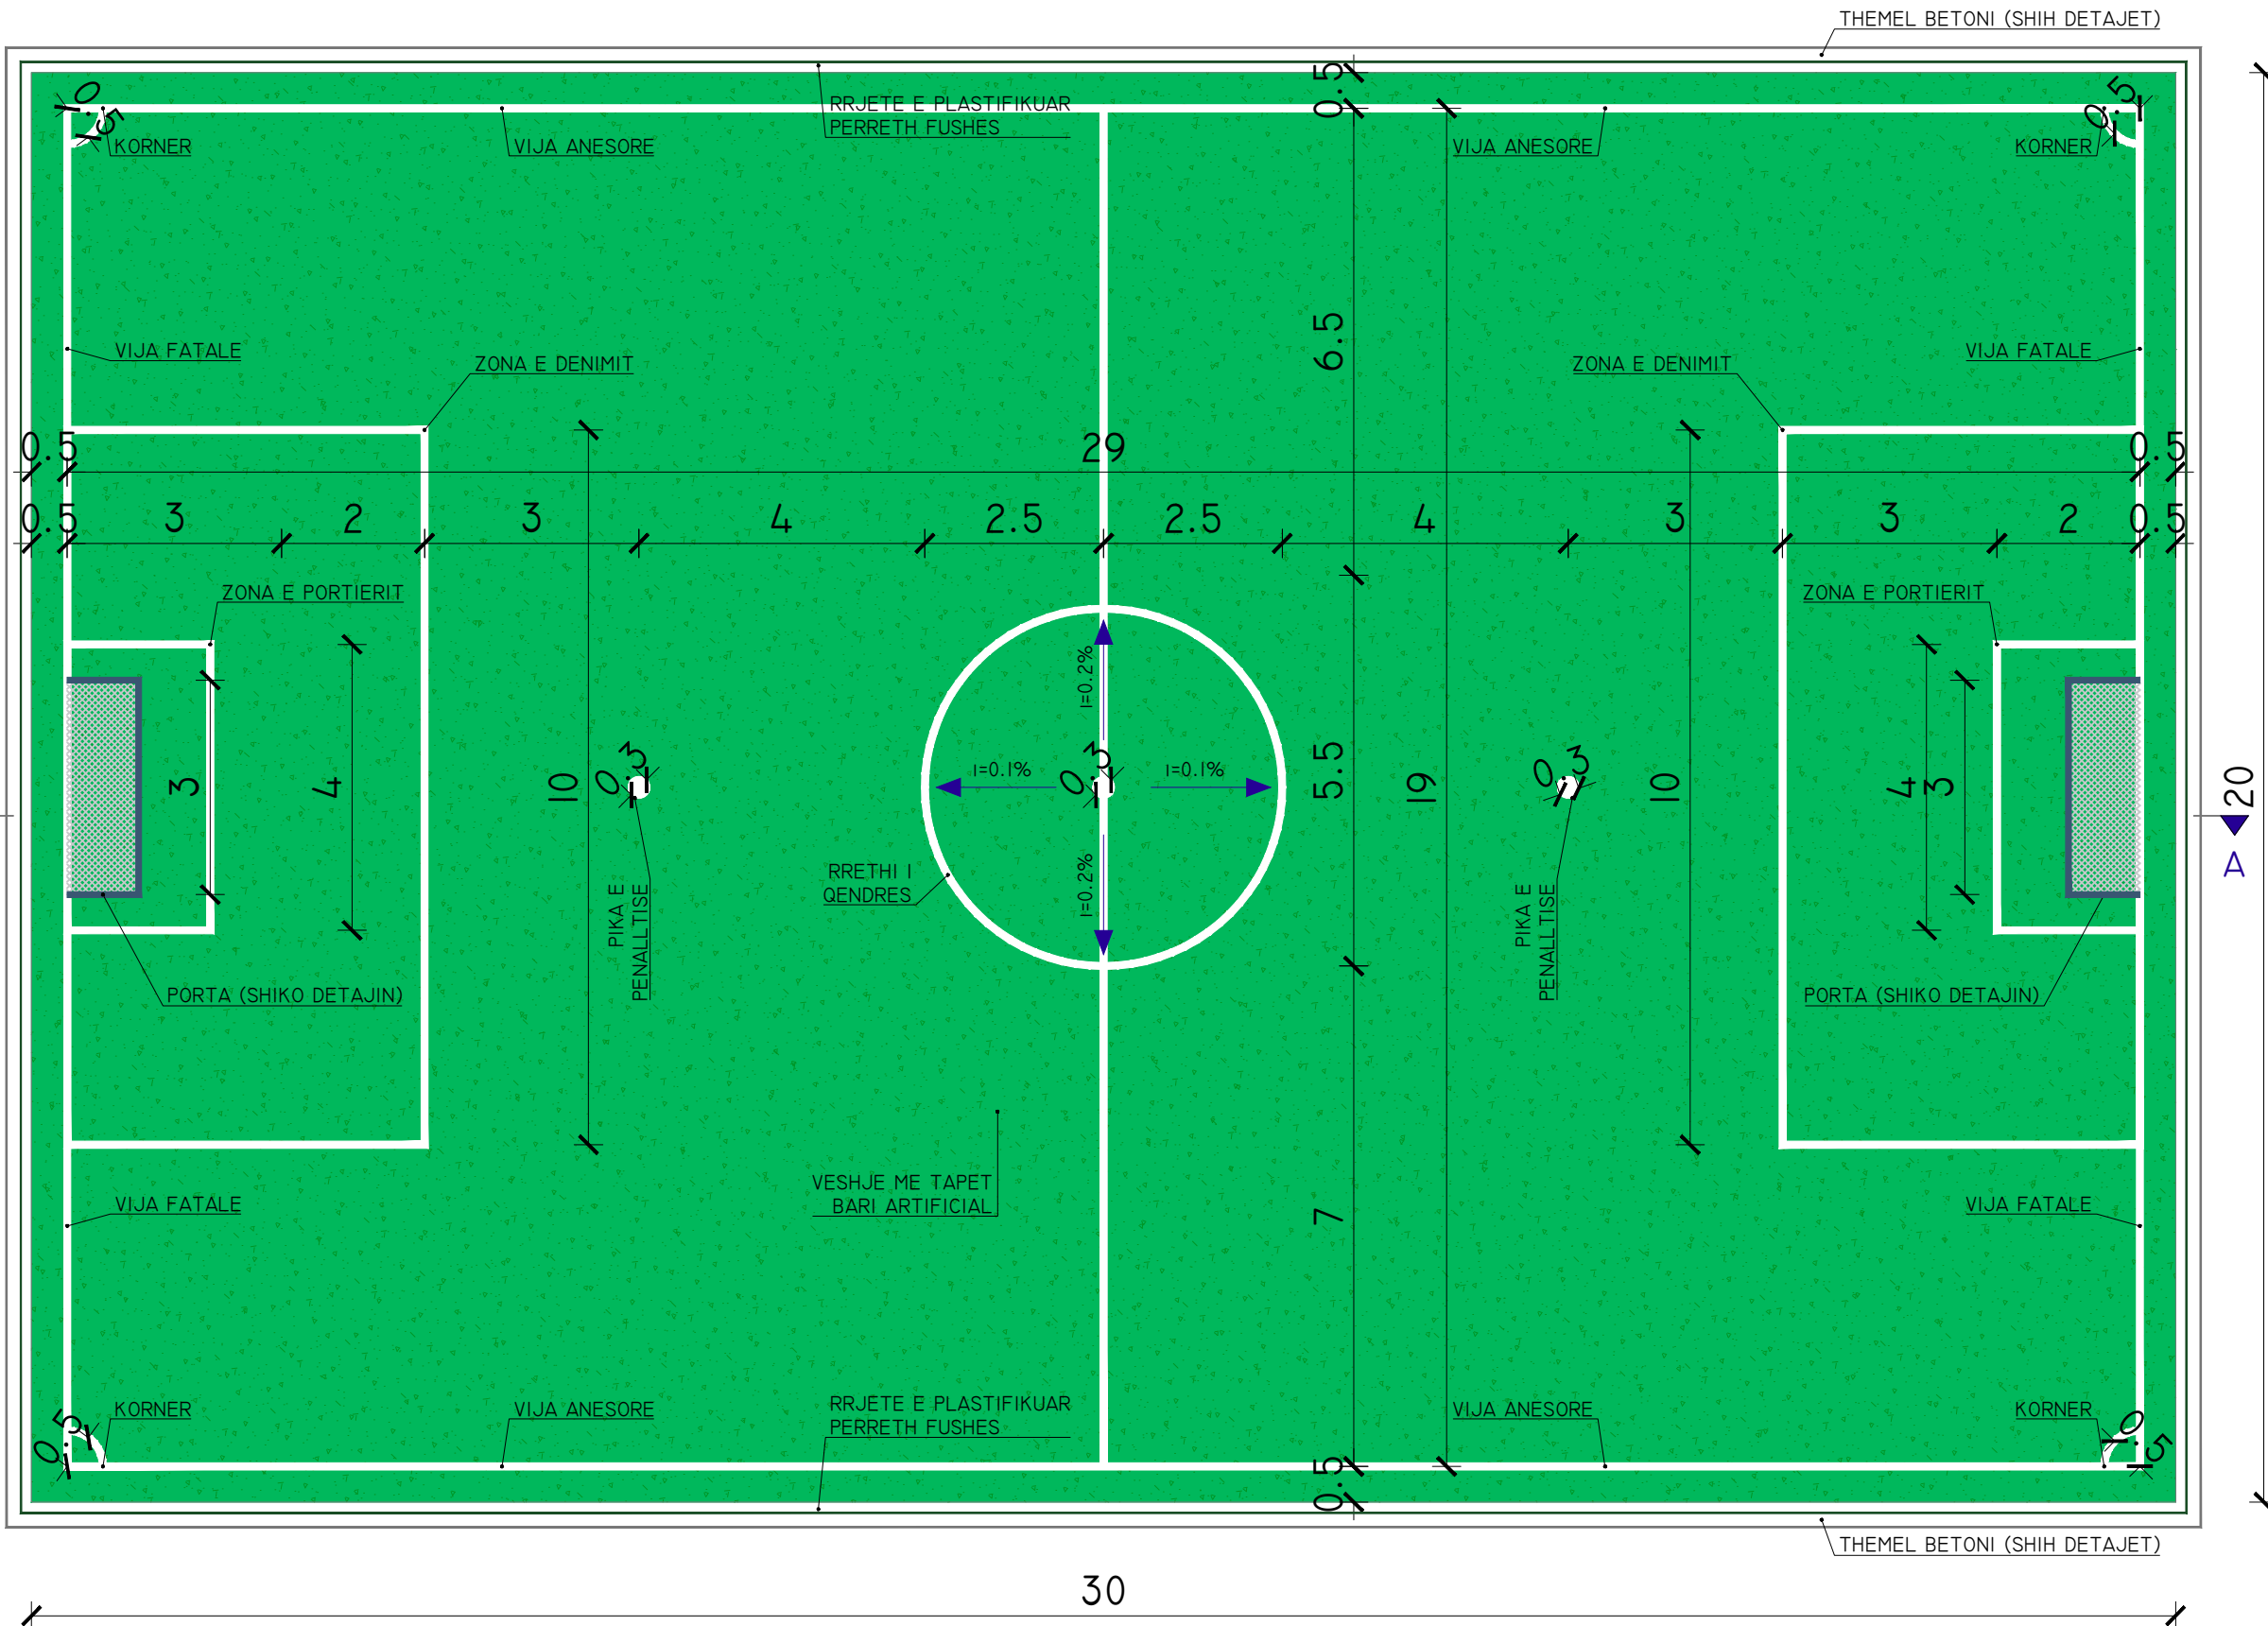 THEMEL BETONI (SHIH DETAJET)
0.5
0.5
0.5
RRJETE E PLASTIFIKUAR
PERRETH FUSHES
KORNER
VIJA ANESORE
VIJA ANESORE
KORNER
6.5
VIJA FATALE
ZONA E DENIMIT
ZONA E DENIMIT
VIJA FATALE
0.5
29
0.5
0.5
3
2
3
4
2.5
2.5
4
3
3
2
0.5
ZONA E PORTIERIT
ZONA E PORTIERIT
i=0.2%
3
4
10
0.3
i=0.1%
0.3
i=0.1%
5.5
19
0.3
10
4
3
20
A
i=0.2%
RRETHI I
QENDRES
PIKA E
PENALLTISE
PIKA E
PENALLTISE
PORTA (SHIKO DETAJIN)
PORTA (SHIKO DETAJIN)
VESHJE ME TAPET
BARI ARTIFICIAL
7
VIJA FATALE
VIJA FATALE
RRJETE E PLASTIFIKUAR
PERRETH FUSHES
KORNER
VIJA ANESORE
VIJA ANESORE
KORNER
0.5
0.5
0.5
THEMEL BETONI (SHIH DETAJET)
30